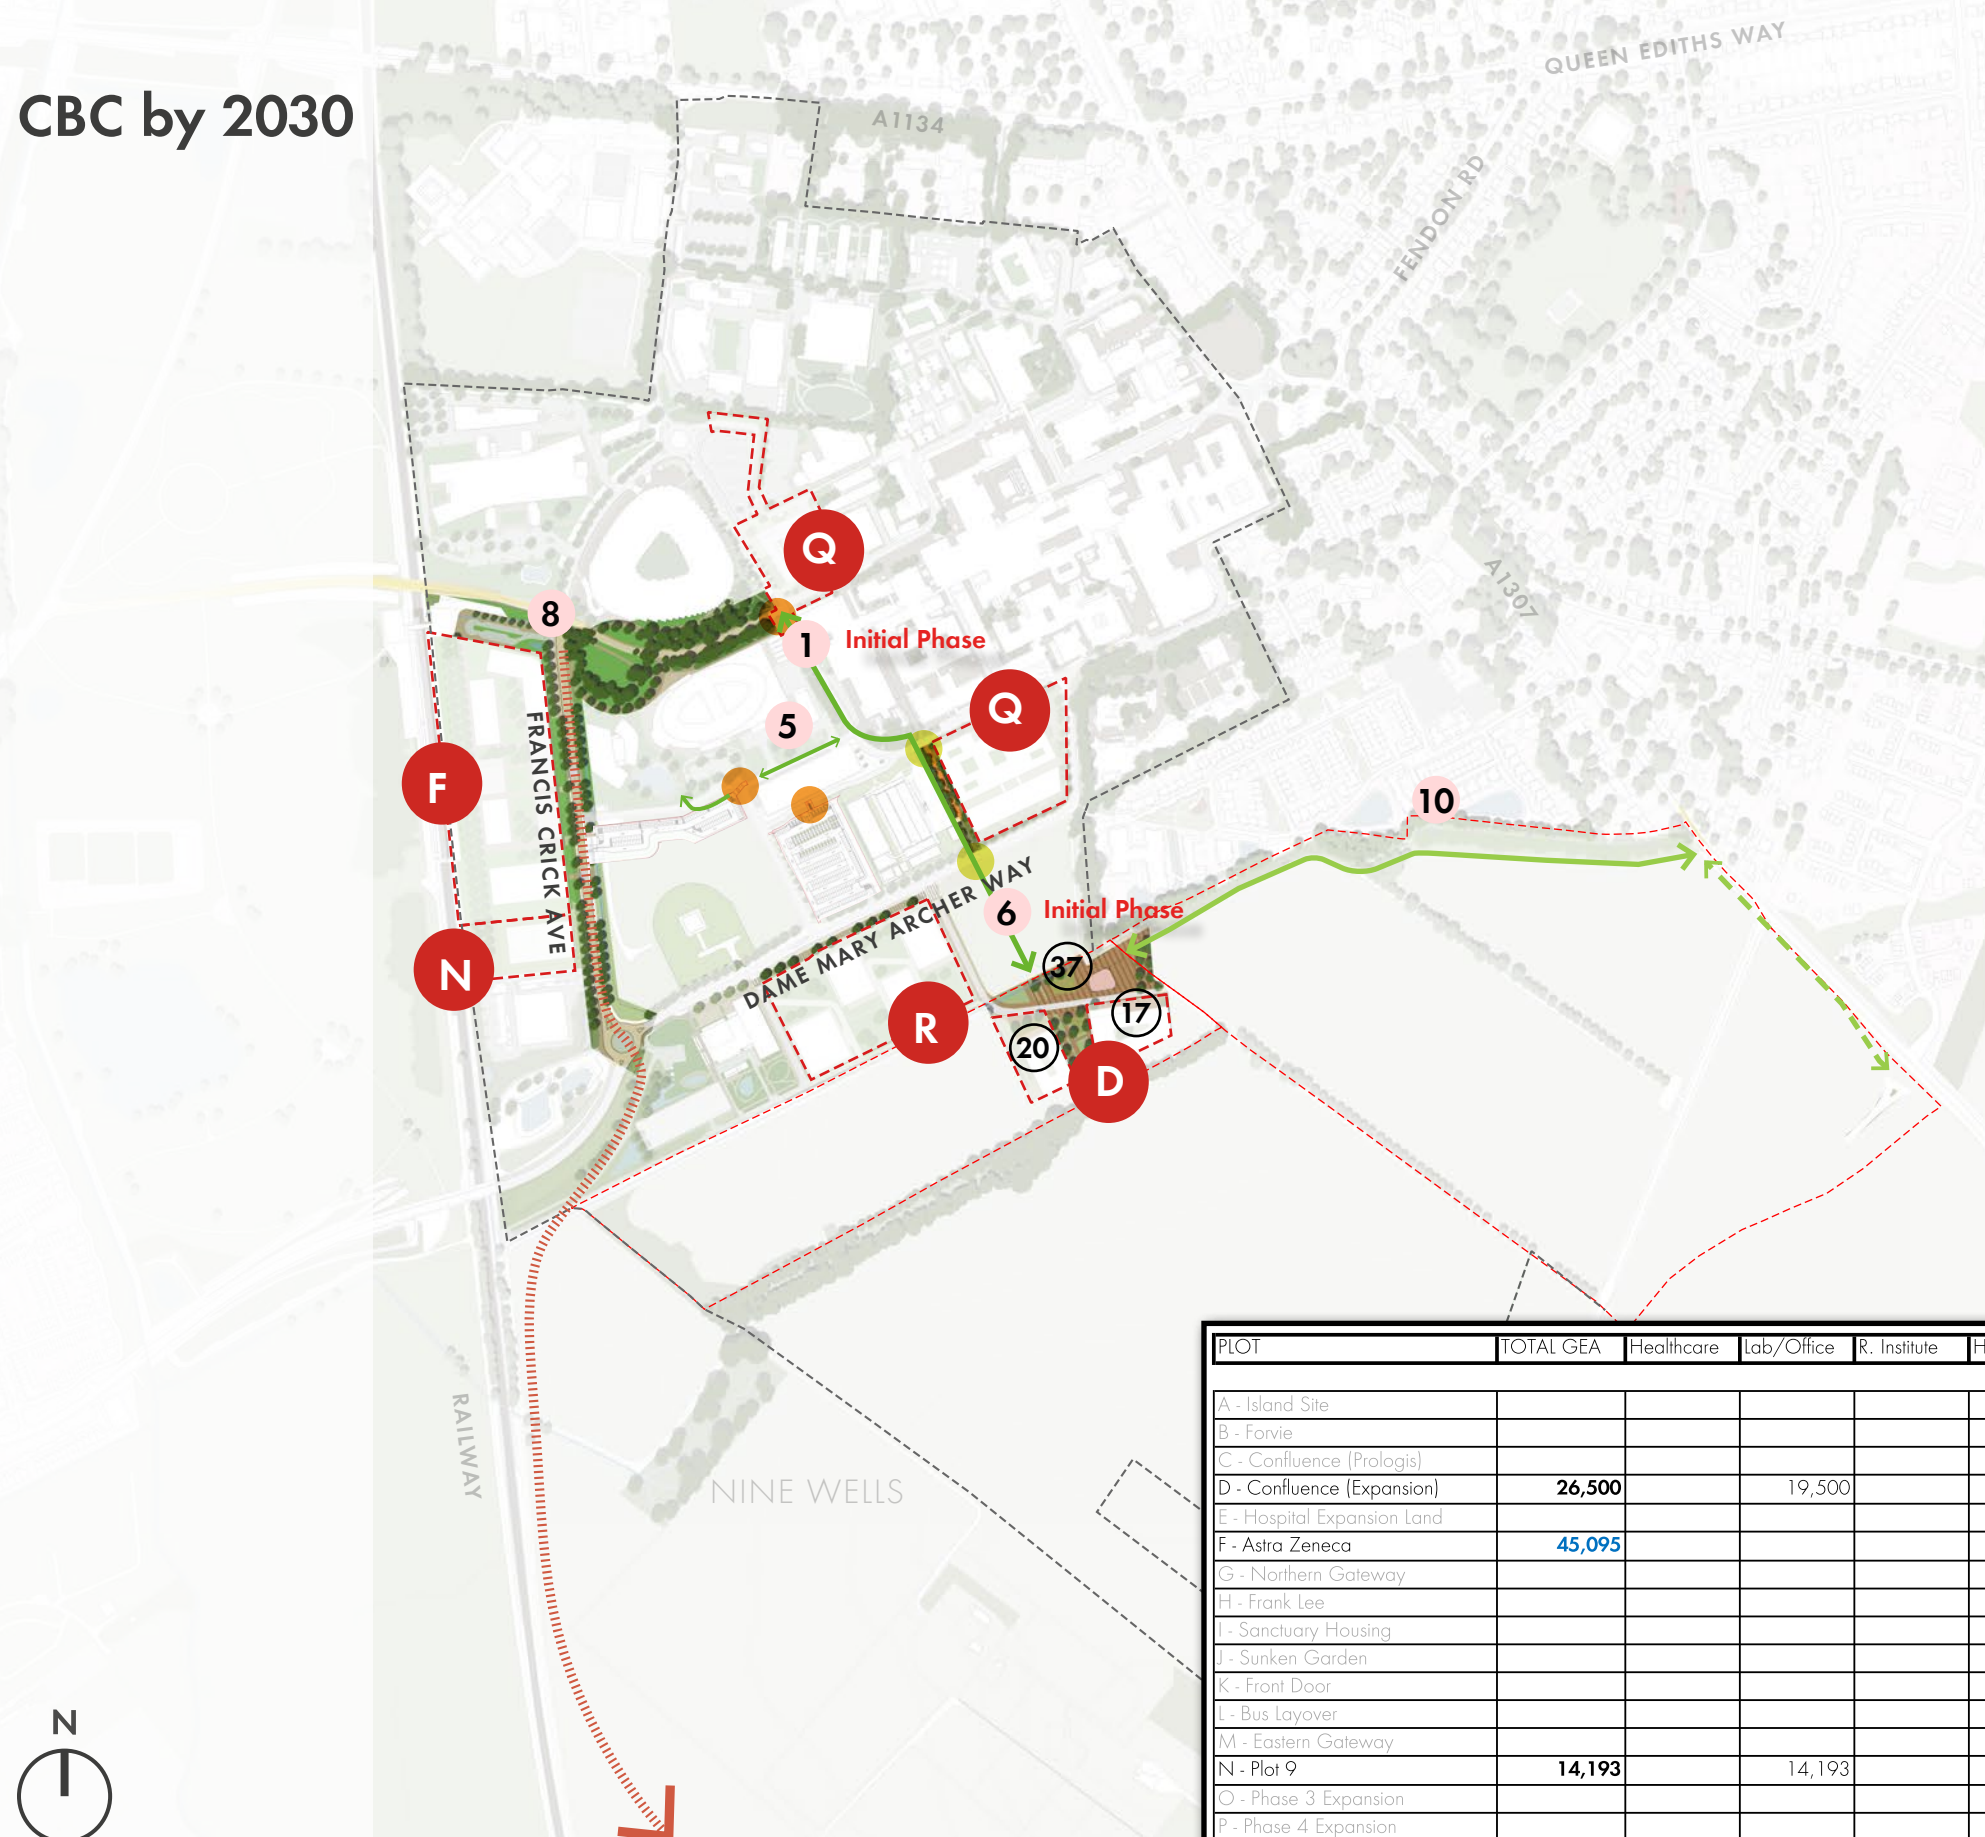 CBC by 2030
QUEEN EDITHS WAY
A1134
FENDON RD
A1307
Q
8
1
Initial Phase
Q
5
F
FRANCIS CRICK AVE
10
DAME MARY ARCHER WAY
6
Initial Phase
N
37
17
R
20
D
RAILWAY
NINE WELLS
N
PLOT TOTAL GEA Healthcare Lab/Office R. Institute H
A - Island Site
B - Forvie
C - Confluence (Prologis)
D - Confluence (Expansion) 26,500 19,500
E - Hospital Expansion Land
F - Astra Zeneca 45,095
G - Northern Gateway
H - Frank Lee
I - Sanctuary Housing
J - Sunken Garden
K - Front Door
L - Bus Layover
M - Eastern Gateway
N - Plot 9 14,193 14,193
O - Phase 3 Expansion
P - Phase 4 Expansion